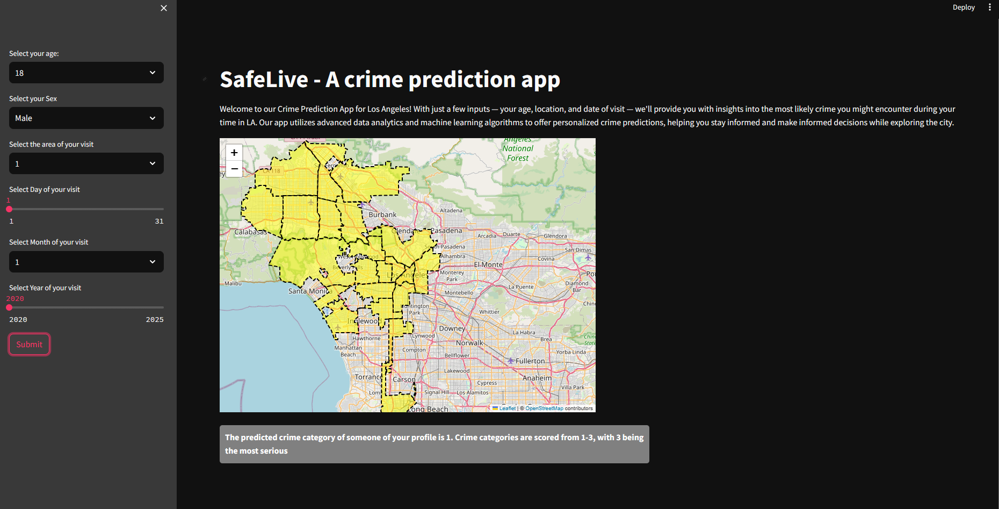 Deploy
Select your age:
18
Select your Sex
Male
Select the area of your visit
1
Select Day of your visit
1
1 31
Select Month of your visit
1
Select Year of your visit
2020
2020 2025
Submit
SafeLive - A crime prediction app
Welcome to our Crime Prediction App for Los Angeles! With just a few inputs — your age, location, and date of visit — we'll provide you with insights into the most likely crime you might encounter during your
time in LA. Our app utilizes advanced data analytics and machine learning algorithms to offer personalized crime predictions, helping you stay informed and make informed decisions while exploring the city.
+
−
Angeles
National
Forest
San Fernando
CA 118
Burbank
Altadena
Calabasas
Glendale
Pasadena
Arcadia
Duarte
Glendora
South Pasadena
San Dimas
Alhambra
West Hollywood
Beverly Hills
El Monte
Covina
Los Angeles
Monterey
Park
Malibu
Santa Monica
Montebello
La Puente
Diamond
Bar
Huntington
Park
Whittier
Inglewood
Downey
Hawthorne
Lynwood
La Habra
Norwalk
Brea
Manhattan
Beach
Compton
Bellflower
Yorba Linda
Fullerton
Torrance
Carson
Lakewood
Cypress
Anaheim
Villa Park
Signal Hill
Los Alamitos
Long Beach
Leaflet | © OpenStreetMap contributors
The predicted crime category of someone of your profile is 1. Crime categories are scored from 1-3, with 3 being
the most serious